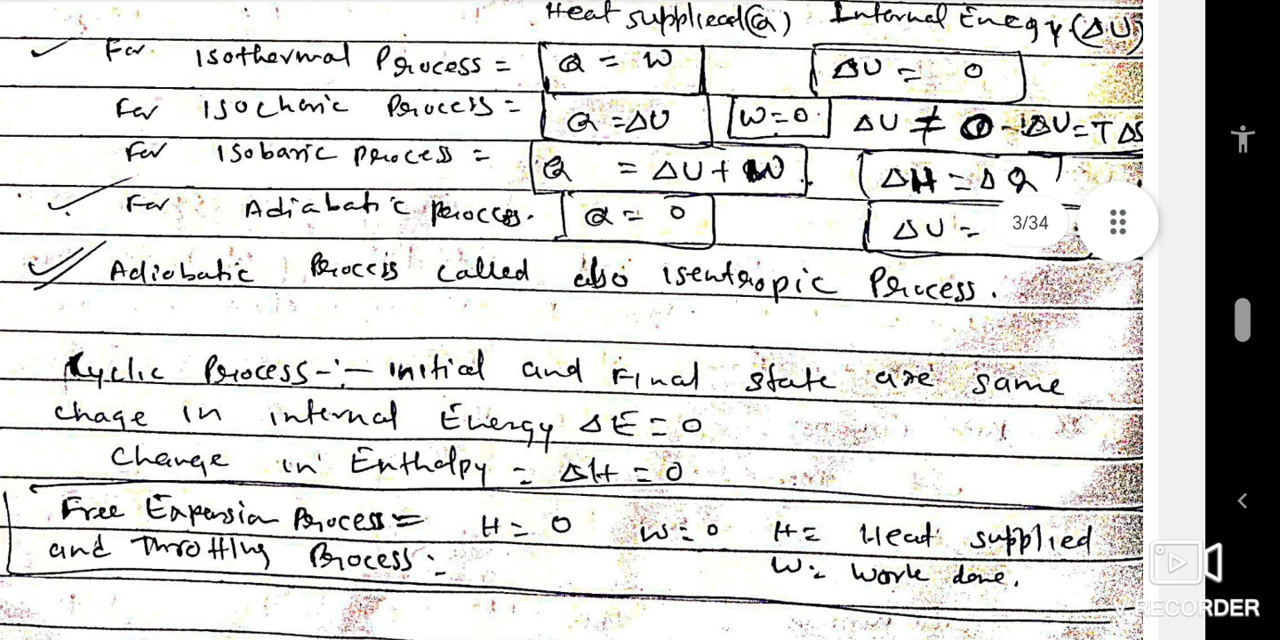 Heat suppliead(Q) Internal Energy (ΔU)
For Isothermal Process = Q = W ΔU = 0
For Isochoric Process = Q = ΔU W = 0 ΔU ≠ 0 ΔU = T ΔS
For Isobaric process = Q = ΔU + W ΔH = ΔQ
For Adiabatic process. Q = 0 ΔU =
3/34
Adiabatic Process called also isentropic Process.
Cyclic Process -:- initial and Final state are same
chage in internal Energy ΔE = 0
Change in Enthalpy = ΔH = 0
Free Expansion Process = H = 0 W = 0 H = Heat supplied
and Throttling Process:- W = Work done.
V RECORDER